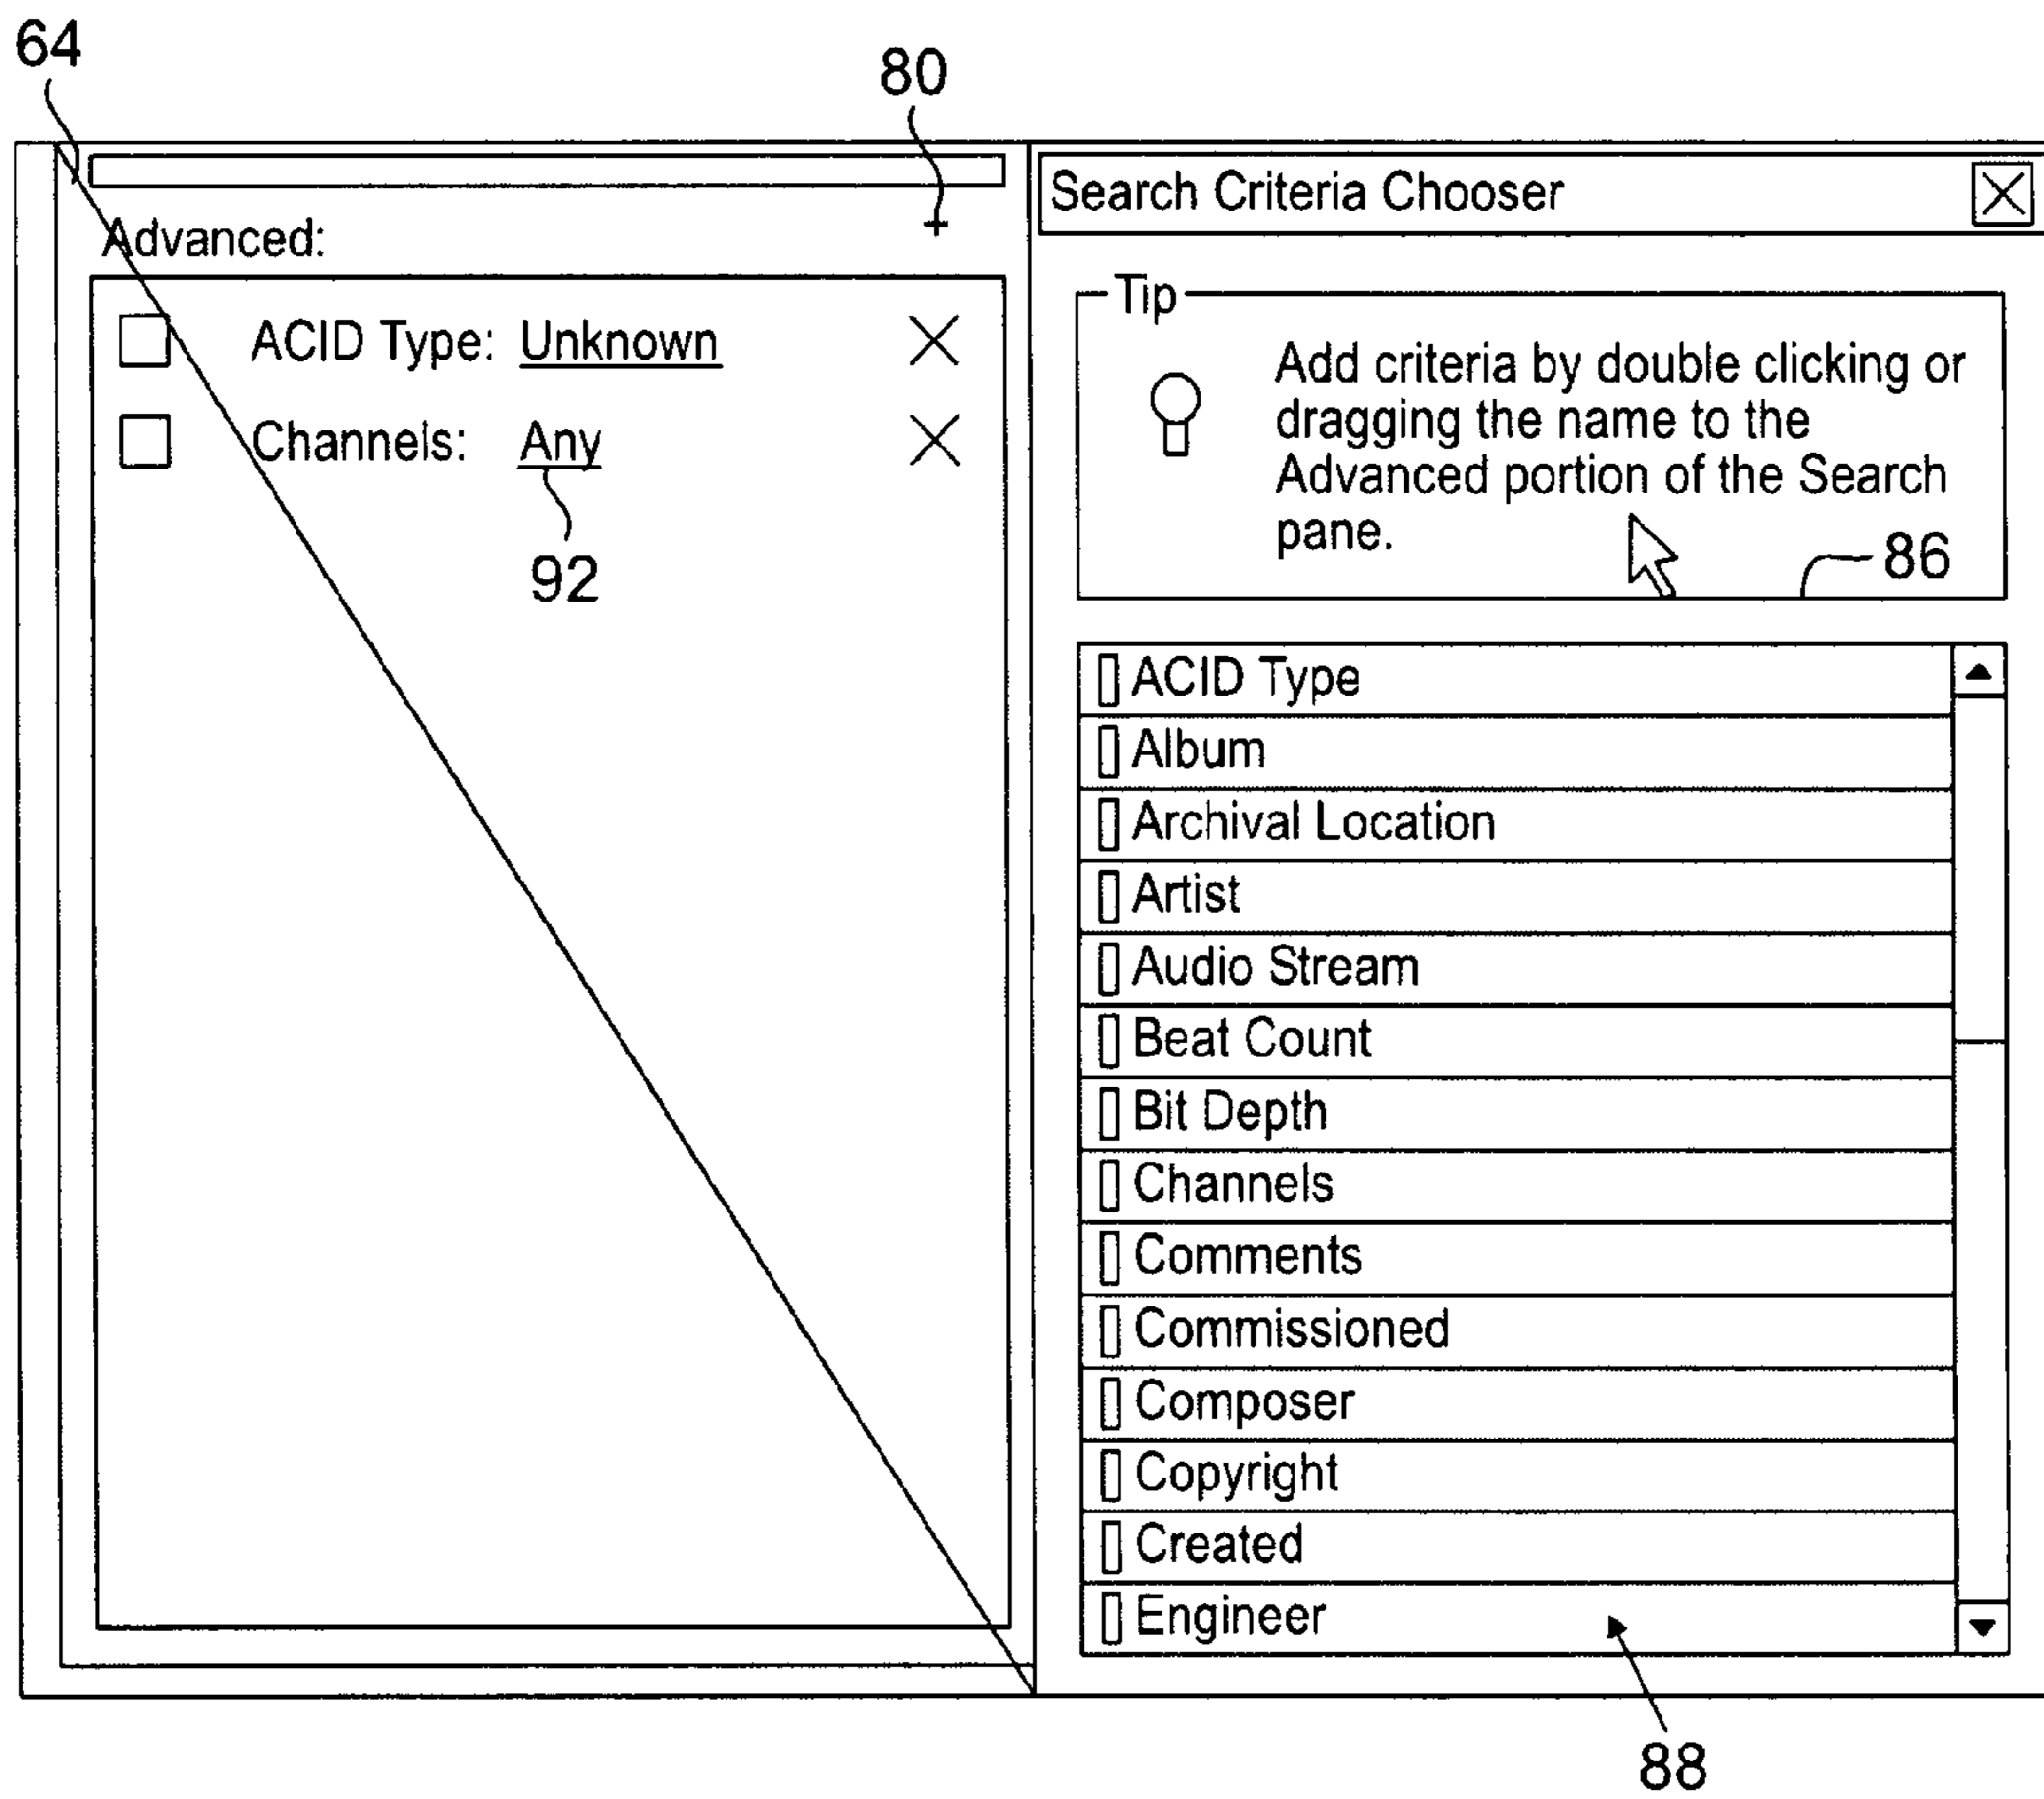 64
80
Advanced:
+
ACID Type: Unknown
Channels: Any
92
Search Criteria Chooser
Tip
Add criteria by double clicking or
dragging the name to the
Advanced portion of the Search
pane.
86
ACID Type
Album
Archival Location
Artist
Audio Stream
Beat Count
Bit Depth
Channels
Comments
Commissioned
Composer
Copyright
Created
Engineer
88